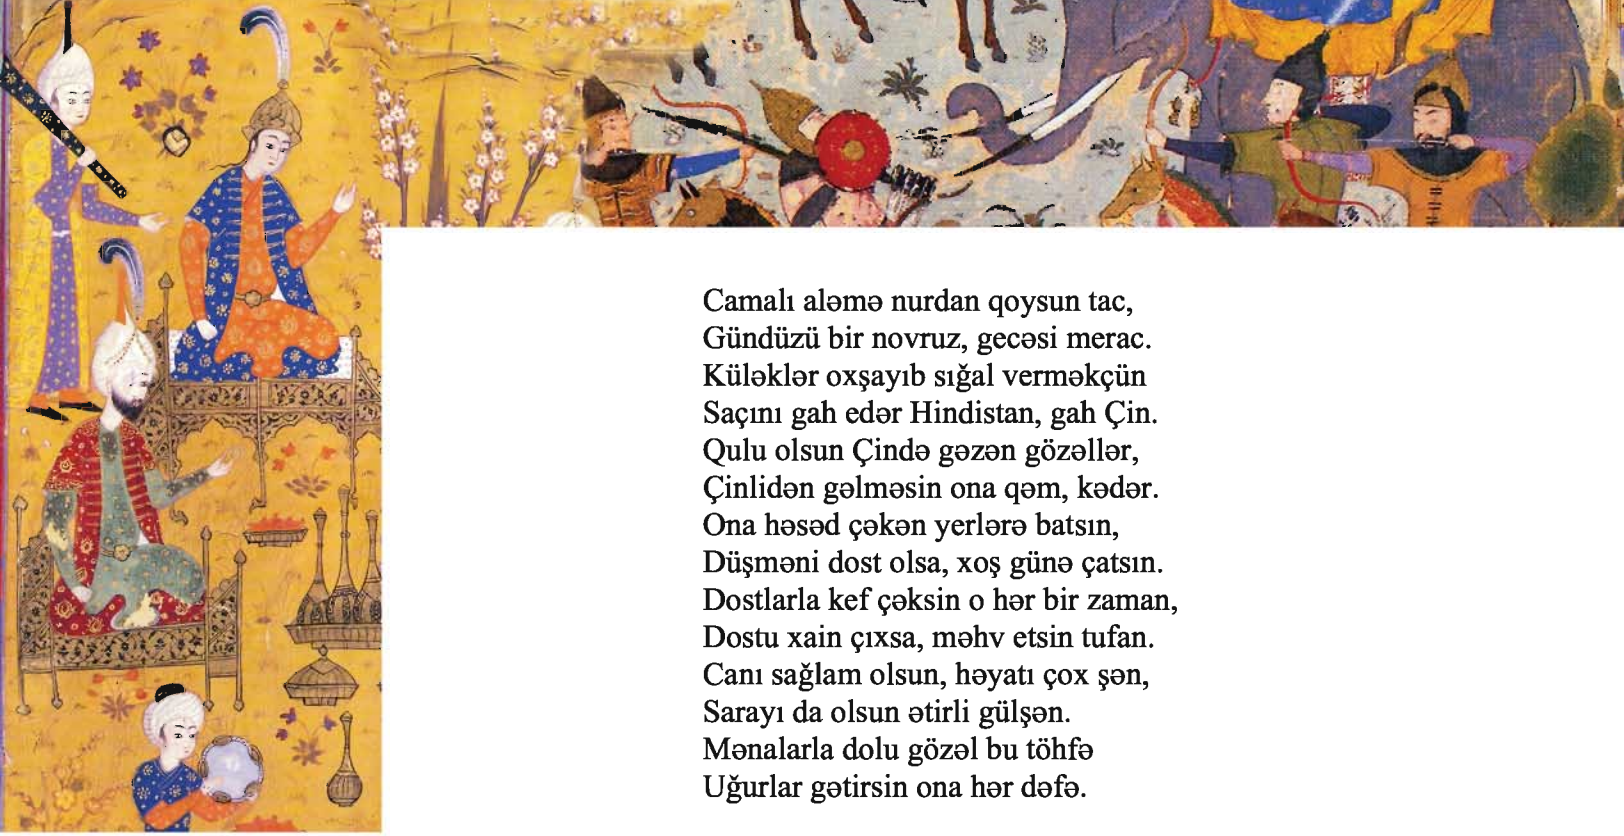 Camalı aləmə nurdan qoysun tac,
Gündüzü bir novruz, gecəsi merac.
Küləklər oxşayıb sığal verməkçün
Saçını gah edər Hindistan, gah Çin.
Qulu olsun Çində gəzən gözəllər,
Çinlidən gəlməsin ona qəm, kədər.
Ona həsəd çəkən yerlərə batsın,
Düşməni dost olsa, xoş günə çatsın.
Dostlarla kef çəksin o hər bir zaman,
Dostu xain çıxsa, məhv etsin tufan.
Canı sağlam olsun, həyatı çox şən,
Sarayı da olsun ətirli gülşən.
Mənalarla dolu gözəl bu töhfə
Uğurlar gətirsin ona hər dəfə.